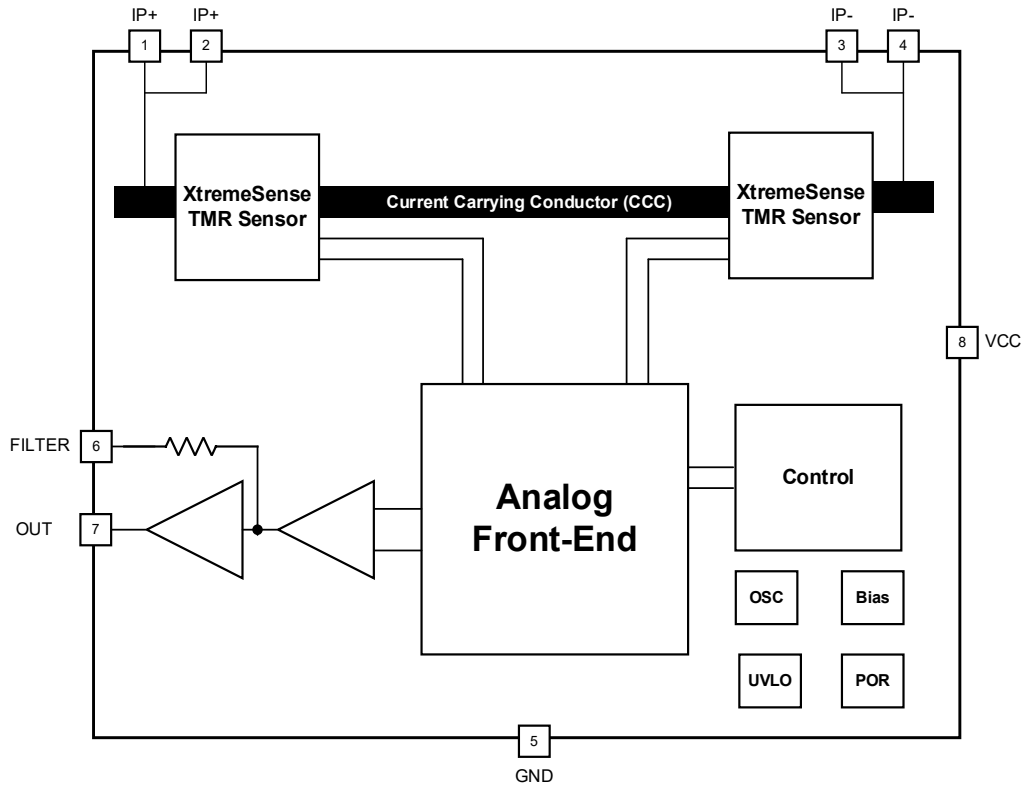 IP+ IP+ IP- IP-
1 2 3 4
XtremeSense
TMR Sensor
Current Carrying Conductor (CCC)
XtremeSense
TMR Sensor
8 VCC
FILTER 6
OUT 7
Analog
Front-End
Control
OSC Bias
UVLO POR
5
GND